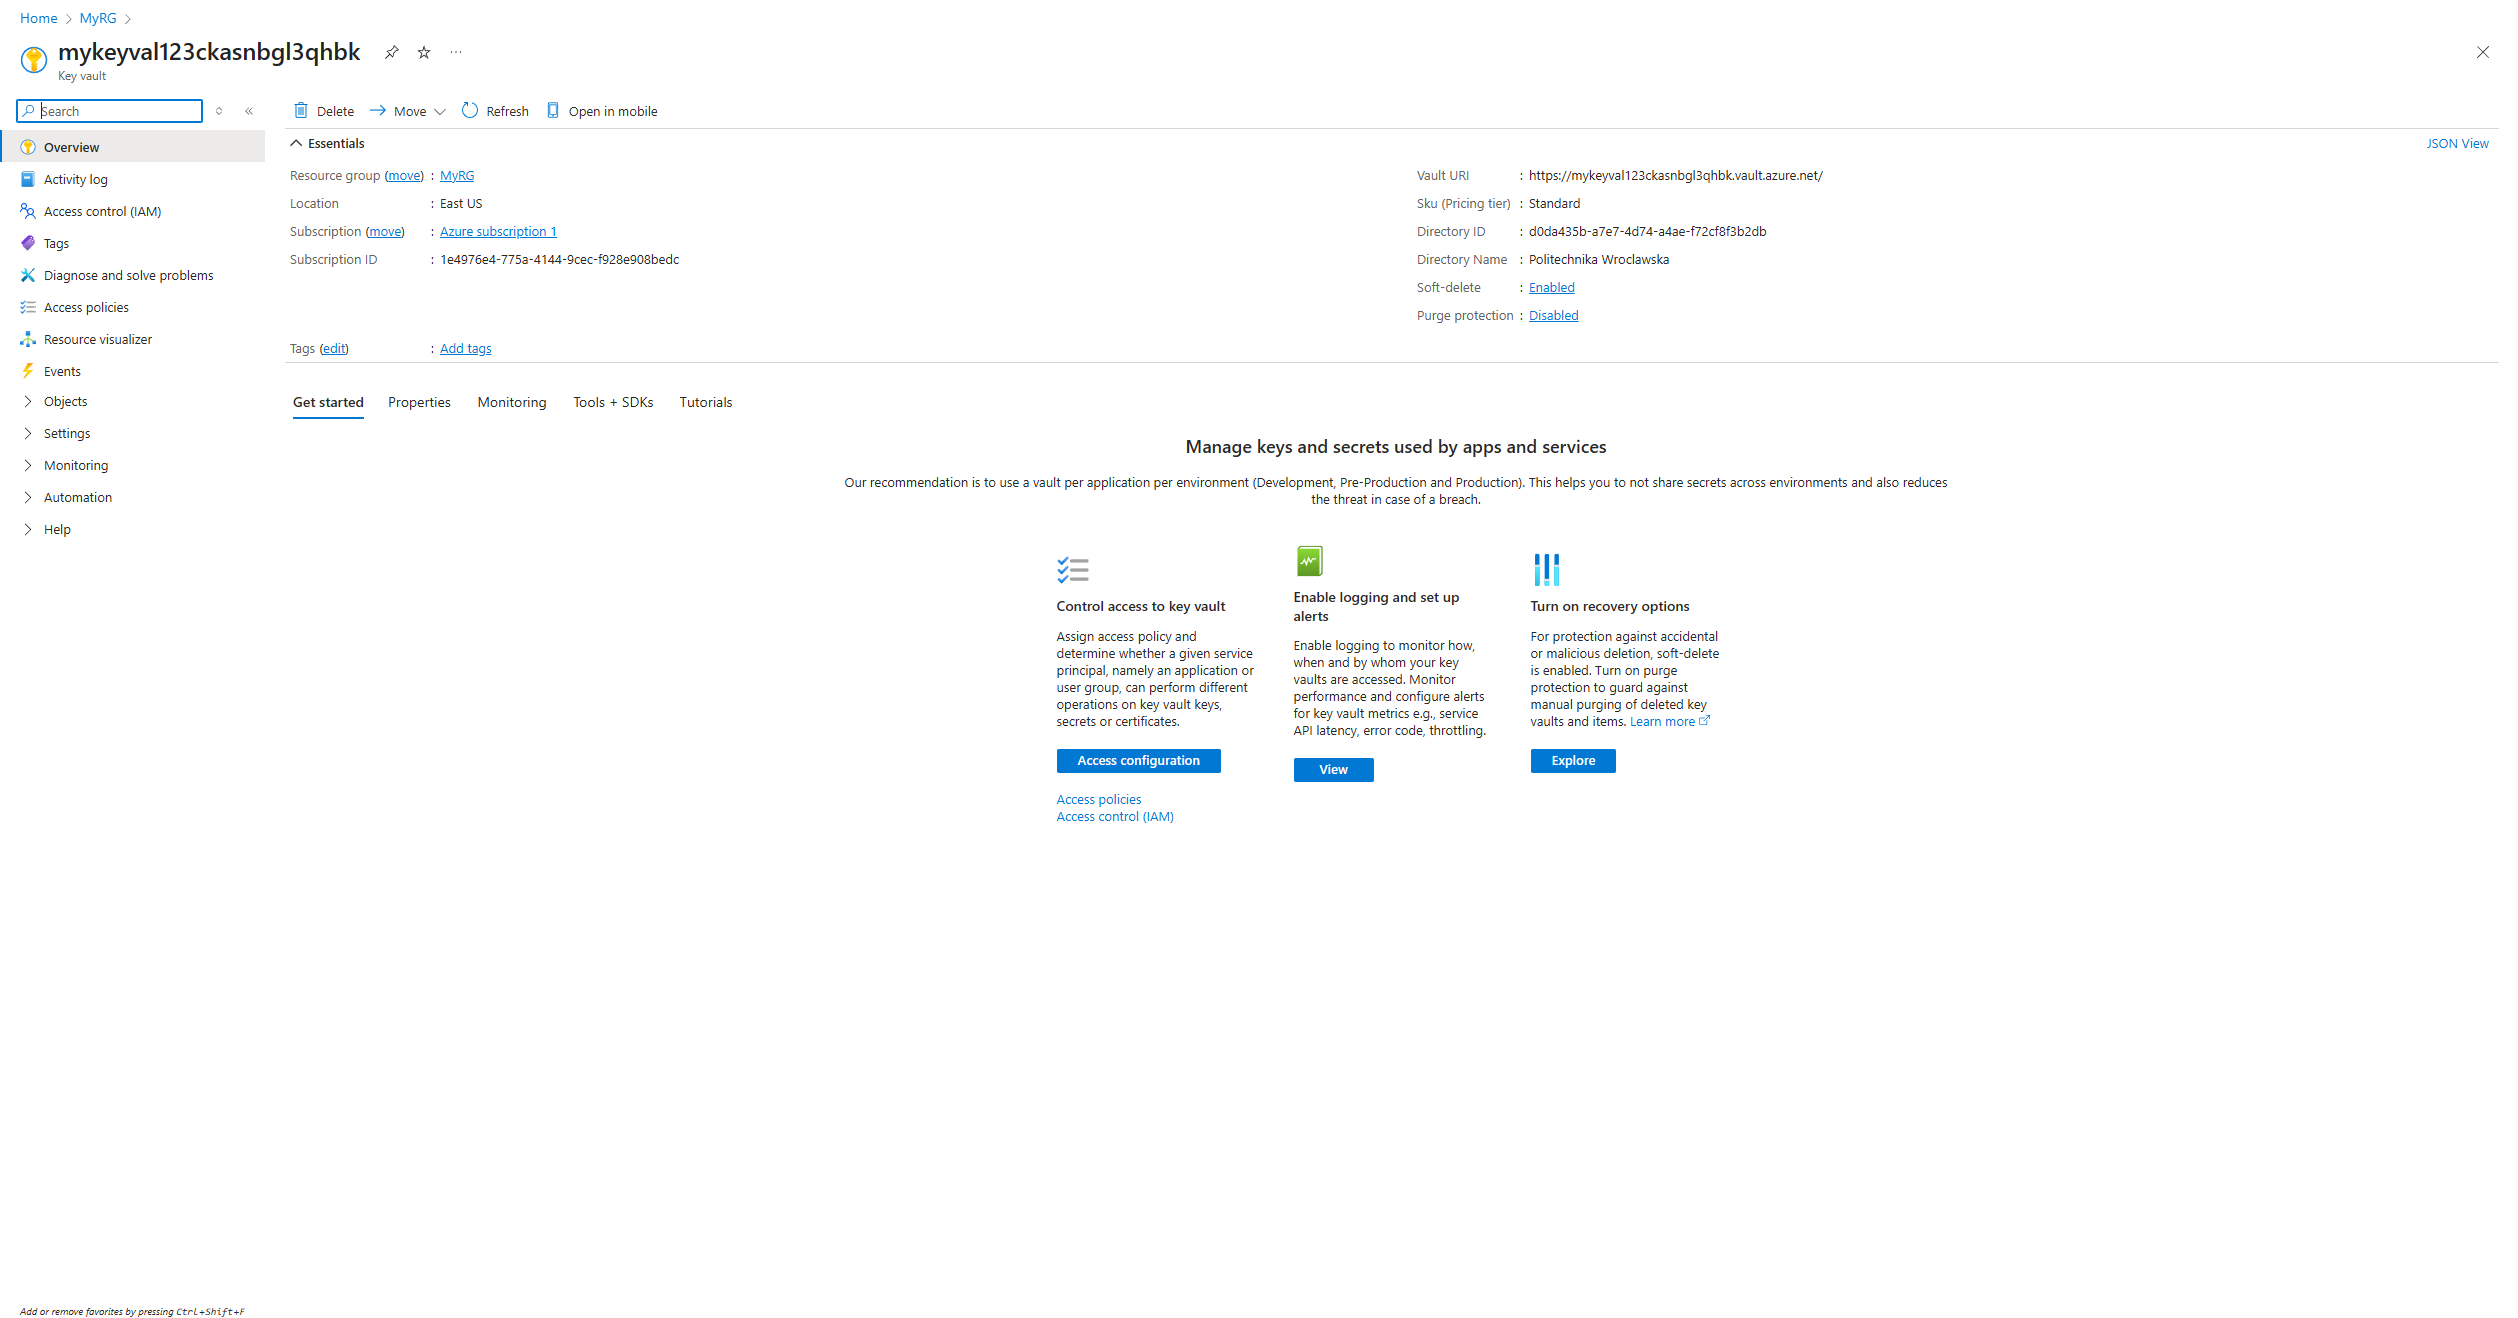 Home > MyRG >
mykeyval123ckasnbgl3qhbk
Key vault
Search
Overview
Activity log
Access control (IAM)
Tags
Diagnose and solve problems
Access policies
Resource visualizer
Events
Objects
Settings
Monitoring
Automation
Help
Add or remove favorites by pressing Ctrl+Shift+F
Delete Move Refresh Open in mobile
Essentials JSON View
Resource group (move) : MyRG
Location : East US
Subscription (move) : Azure subscription 1
Subscription ID : 1e4976e4-775a-4144-9cec-f928e908bedc
Vault URI : https://mykeyval123ckasnbgl3qhbk.vault.azure.net/
Sku (Pricing tier) : Standard
Directory ID : d0da435b-a7e7-4d74-a4ae-f72cf8f3b2db
Directory Name : Politechnika Wroclawska
Soft-delete : Enabled
Purge protection : Disabled
Tags (edit) : Add tags
Get started Properties Monitoring Tools + SDKs Tutorials
Manage keys and secrets used by apps and services
Our recommendation is to use a vault per application per environment (Development, Pre-Production and Production). This helps you to not share secrets across environments and also reduces
the threat in case of a breach.
Control access to key vault
Assign access policy and
determine whether a given service
principal, namely an application or
user group, can perform different
operations on key vault keys,
secrets or certificates.
Access configuration
Access policies
Access control (IAM)
Enable logging and set up
alerts
Enable logging to monitor how,
when and by whom your key
vaults are accessed. Monitor
performance and configure alerts
for key vault metrics e.g., service
API latency, error code, throttling.
View
Turn on recovery options
For protection against accidental
or malicious deletion, soft-delete
is enabled. Turn on purge
protection to guard against
manual purging of deleted key
vaults and items. Learn more
Explore